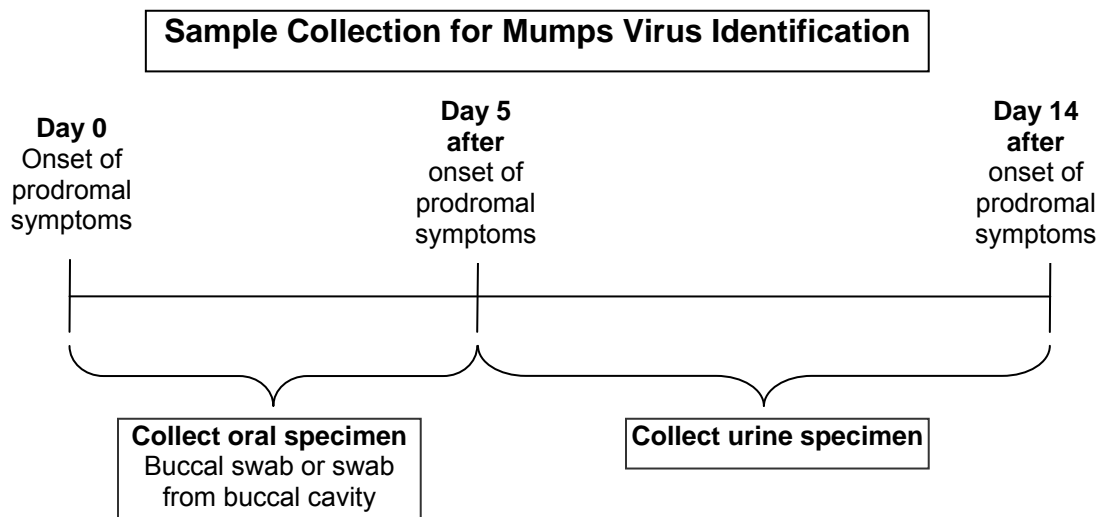 Sample Collection for Mumps Virus Identification
Day 0
Onset of
prodromal
symptoms
Day 5
after
onset of
prodromal
symptoms
Day 14
after
onset of
prodromal
symptoms
Collect oral specimen
Buccal swab or swab
from buccal cavity
Collect urine specimen